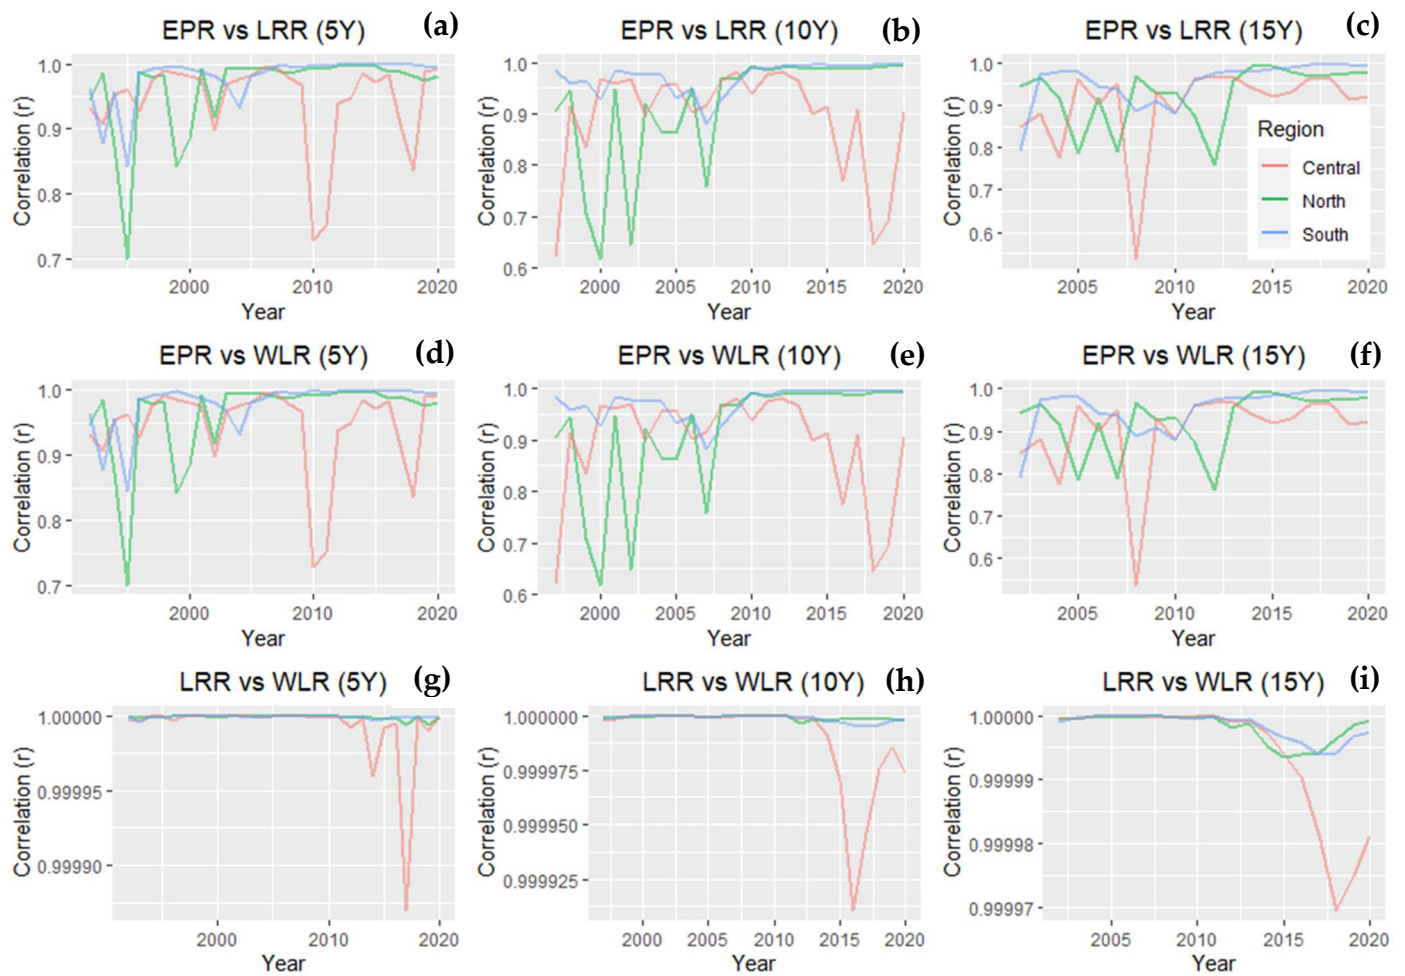 EPR vs LRR (5Y) (a)
Correlation (r)
1.0
0.9
0.8
0.7
2000 2010 2020
Year
EPR vs LRR (10Y) (b)
Correlation (r)
1.0
0.9
0.8
0.7
0.6
2000 2005 2010 2015 2020
Year
EPR vs LRR (15Y) (c)
Correlation (r)
1.0
0.9
0.8
0.7
0.6
Region
Central
North
South
2005 2010 2015 2020
Year
EPR vs WLR (5Y) (d)
Correlation (r)
1.0
0.9
0.8
0.7
2000 2010 2020
Year
EPR vs WLR (10Y) (e)
Correlation (r)
1.0
0.9
0.8
0.7
0.6
2000 2005 2010 2015 2020
Year
EPR vs WLR (15Y) (f)
Correlation (r)
1.0
0.9
0.8
0.7
0.6
2005 2010 2015 2020
Year
LRR vs WLR (5Y) (g)
Correlation (r)
1.00000
0.99995
0.99990
2000 2010 2020
Year
LRR vs WLR (10Y) (h)
Correlation (r)
1.000000
0.999975
0.999950
0.999925
2000 2005 2010 2015 2020
Year
LRR vs WLR (15Y) (i)
Correlation (r)
1.00000
0.99999
0.99998
0.99997
2005 2010 2015 2020
Year